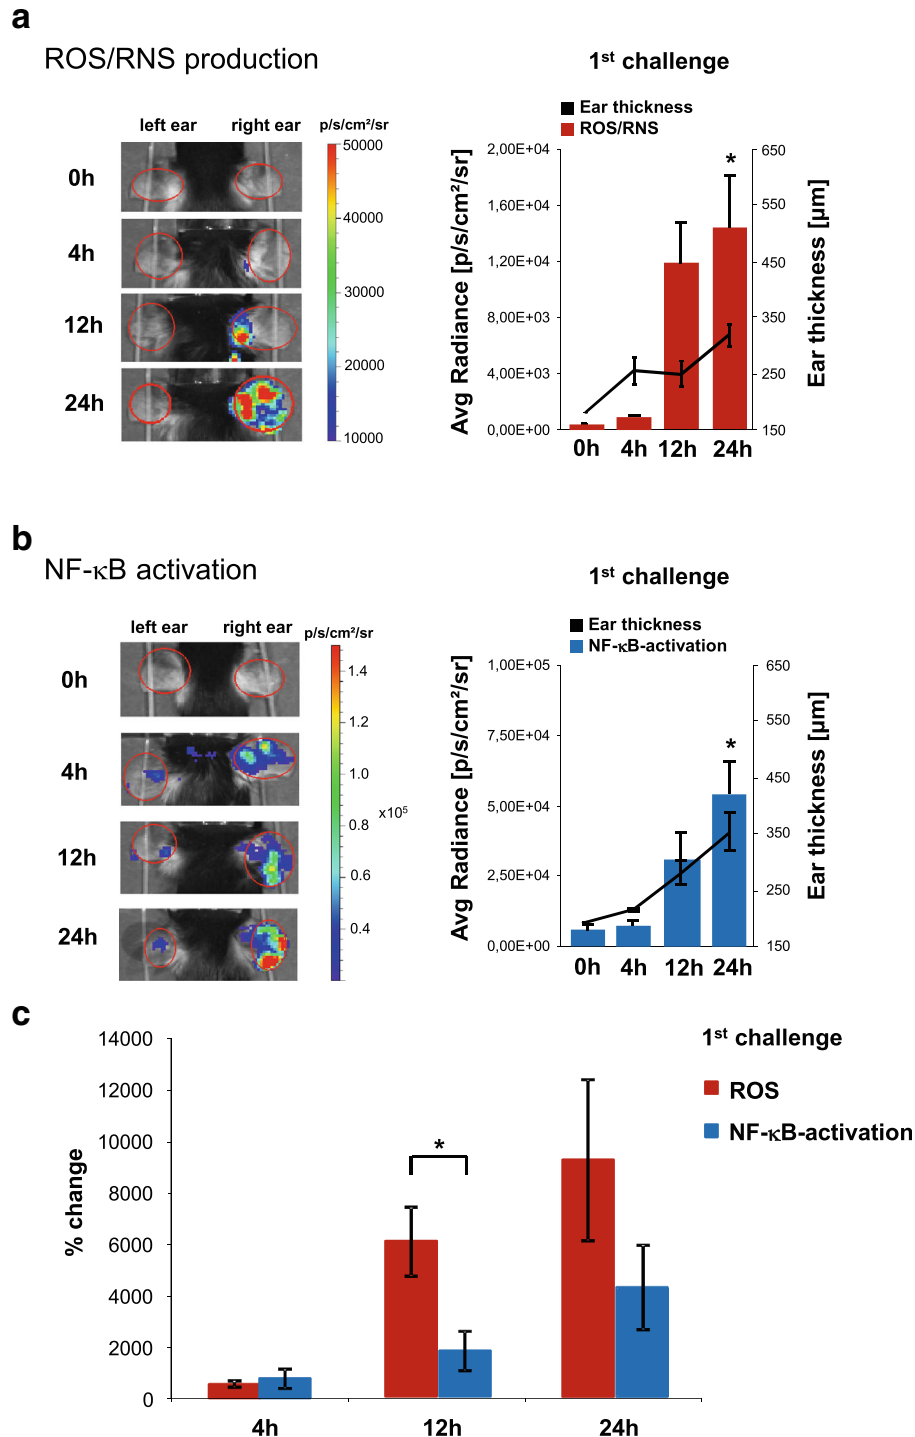 a
ROS/RNS production
1st challenge
left ear right ear p/s/cm²/sr
0h
4h
12h
24h
50000
40000
30000
20000
10000
Ear thickness
ROS/RNS
Avg Radiance [p/s/cm²/sr]
2,00E+04
1,60E+04
1,20E+04
8,00E+03
4,00E+03
0,00E+00
*
650
550
450
350
250
150
Ear thickness [µm]
0h 4h 12h 24h
b
NF-κB activation
1st challenge
left ear right ear p/s/cm²/sr
0h
4h
12h
24h
1.4
1.2
1.0
0.8
0.6
0.4
x10⁵
Ear thickness
NF-κB-activation
Avg Radiance [p/s/cm²/sr]
1,00E+05
7,50E+04
5,00E+04
2,50E+04
0,00E+00
*
650
550
450
350
250
150
Ear thickness [µm]
0h 4h 12h 24h
c
1st challenge
ROS
NF-κB-activation
% change
14000
12000
10000
8000
6000
4000
2000
0
*
4h 12h 24h